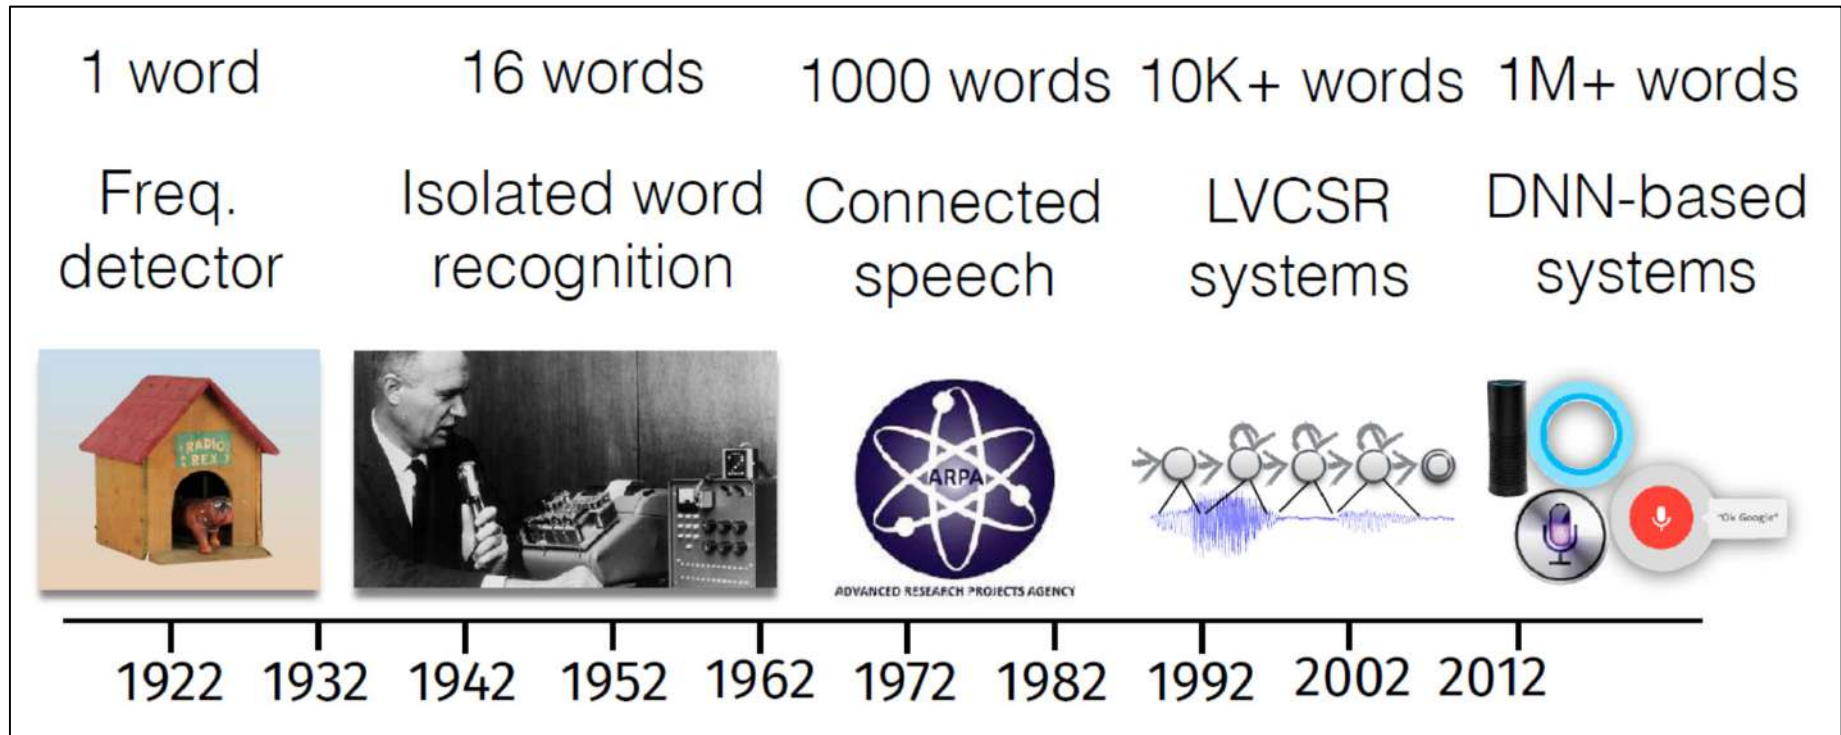 1 word
16 words
1000 words
10K+ words
1M+ words
Freq.
detector
Isolated word
recognition
Connected
speech
LVCSR
systems
DNN-based
systems
RADIO
REX
ARPA
ADVANCED RESEARCH PROJECTS AGENCY
"Ok Google"
1922
1932
1942
1952
1962
1972
1982
1992
2002
2012